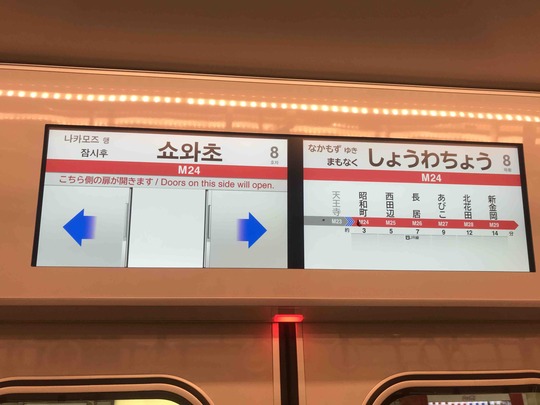 나카모즈 행
잠시후
쇼와초
8
M24
こちら側の扉が開きます / Doors on this side will open.
なかもず ゆき
まもなく
しょうわちょう
8
M24
天王寺
昭和町
西田辺
長居
あびこ
北花田
新金岡
M23 M24 M25 M26 M27 M28 M29
約 3 5 7 9 12 14 分